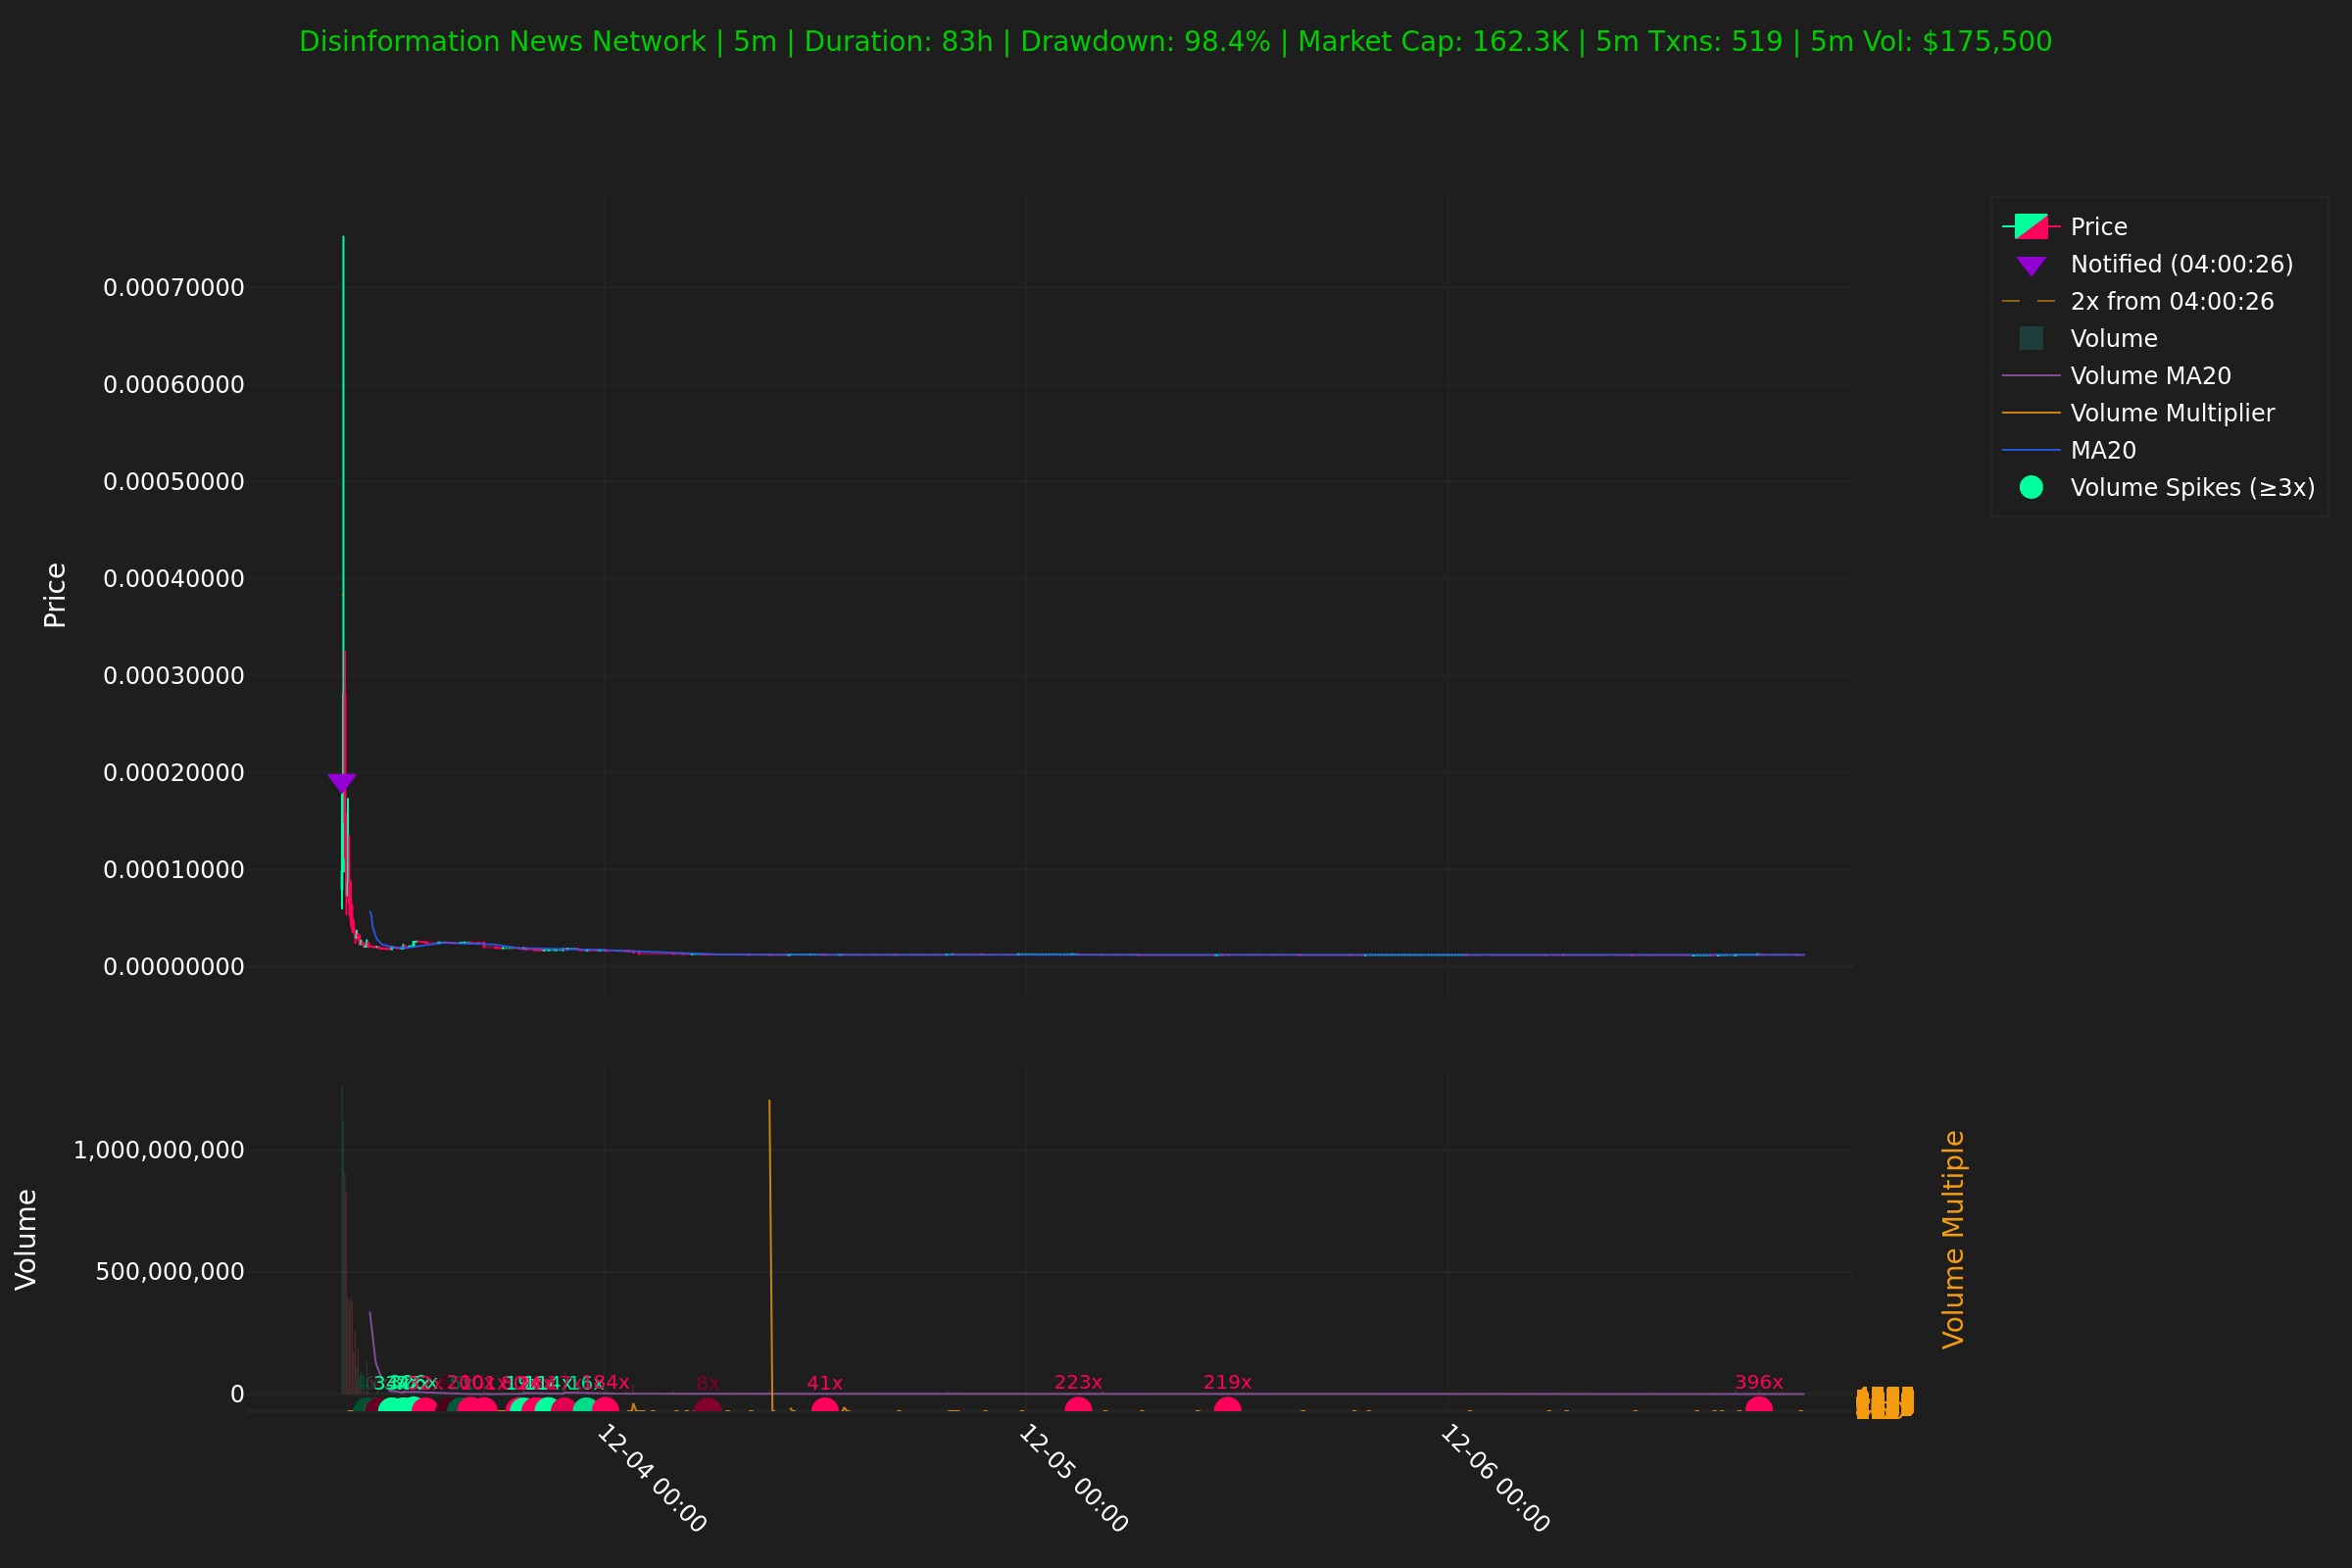 Disinformation News Network | 5m | Duration: 83h | Drawdown: 98.4% | Market Cap: 162.3K | 5m Txns: 519 | 5m Vol: $175,500
Price
Notified (04:00:26)
2x from 04:00:26
Volume
Volume MA20
Volume Multiplier
MA20
Volume Spikes (≥3x)
Price
0.00070000
0.00060000
0.00050000
0.00040000
0.00030000
0.00020000
0.00010000
0.00000000
Volume
1,000,000,000
500,000,000
0
Volume Multiple
114x
16x
184x
8x
41x
223x
219x
396x
12-04 00:00
12-05 00:00
12-06 00:00